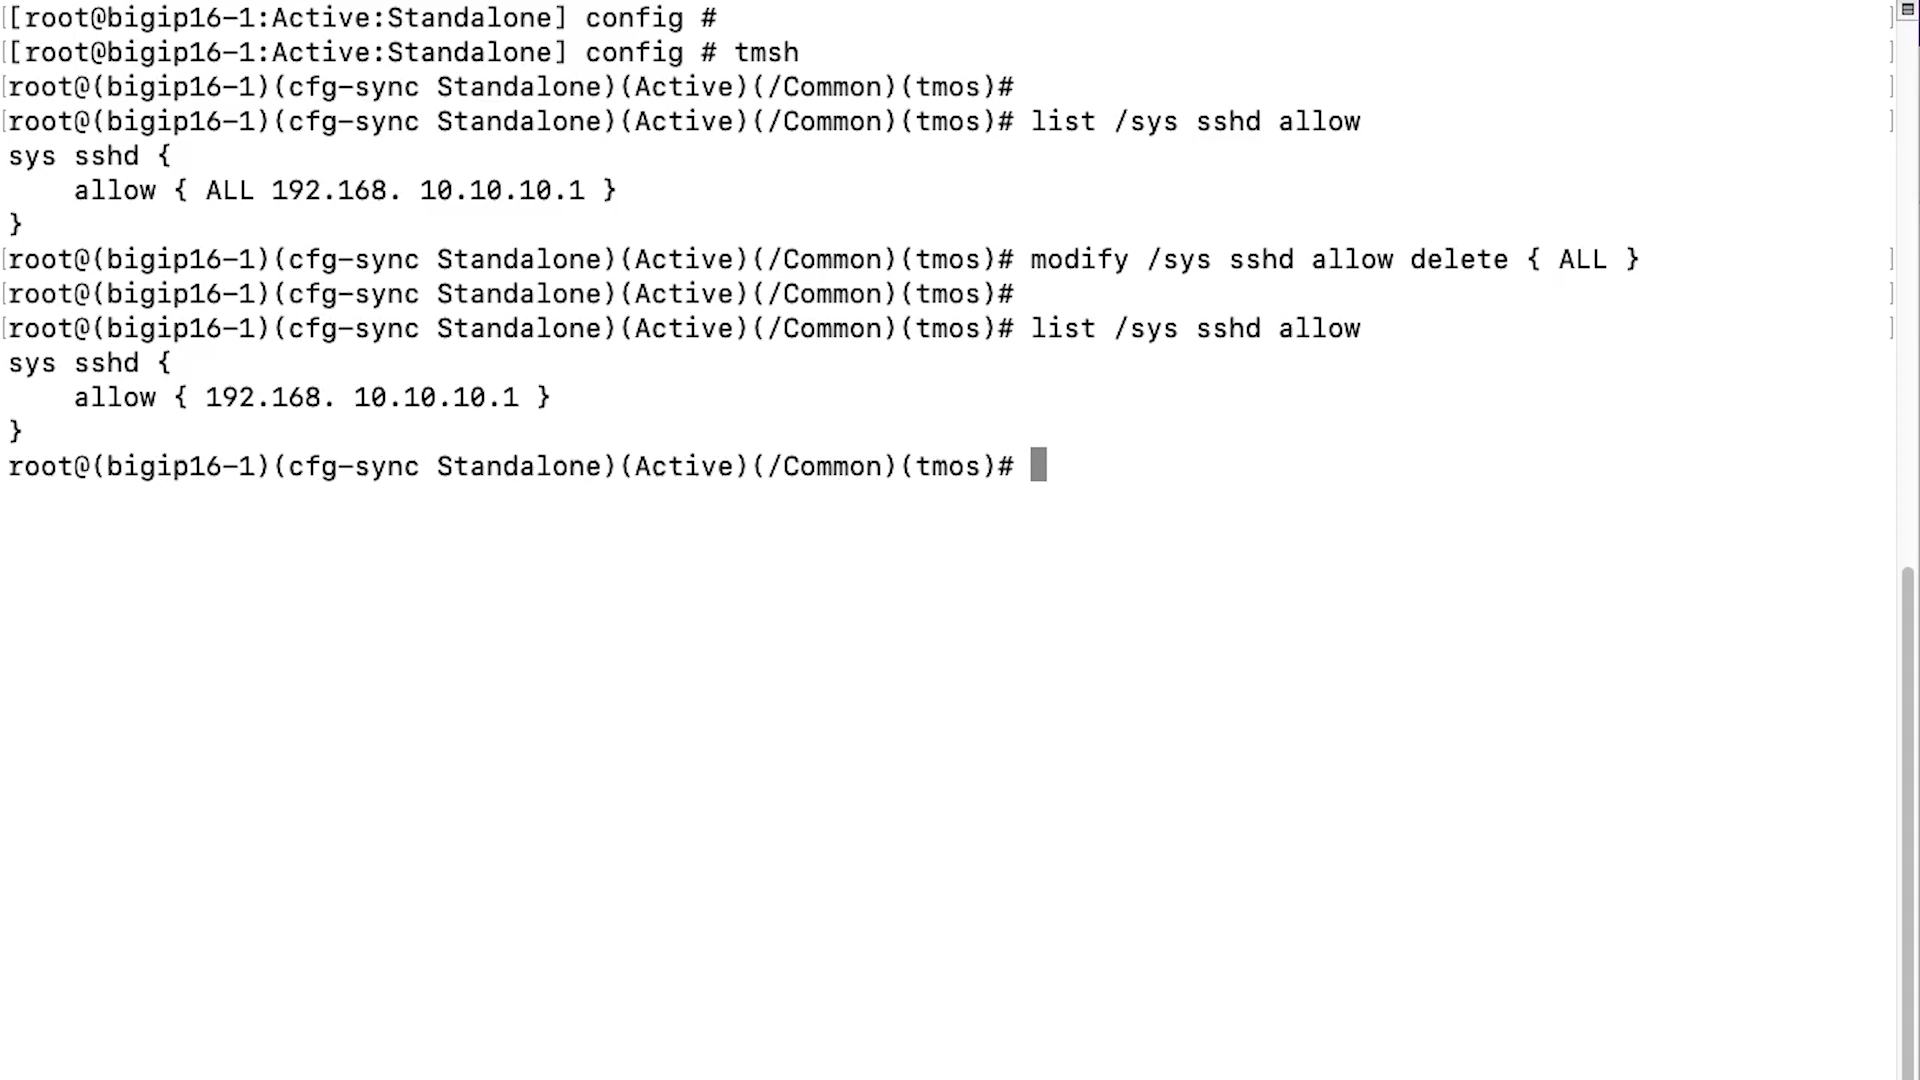 [root@bigip16-1:Active:Standalone] config #
[root@bigip16-1:Active:Standalone] config # tmsh
root@(bigip16-1)(cfg-sync Standalone)(Active)(/Common)(tmos)#
root@(bigip16-1)(cfg-sync Standalone)(Active)(/Common)(tmos)# list /sys sshd allow
sys sshd {
    allow { ALL 192.168. 10.10.10.1 }
}
root@(bigip16-1)(cfg-sync Standalone)(Active)(/Common)(tmos)# modify /sys sshd allow delete { ALL }
root@(bigip16-1)(cfg-sync Standalone)(Active)(/Common)(tmos)#
root@(bigip16-1)(cfg-sync Standalone)(Active)(/Common)(tmos)# list /sys sshd allow
sys sshd {
    allow { 192.168. 10.10.10.1 }
}
root@(bigip16-1)(cfg-sync Standalone)(Active)(/Common)(tmos)#